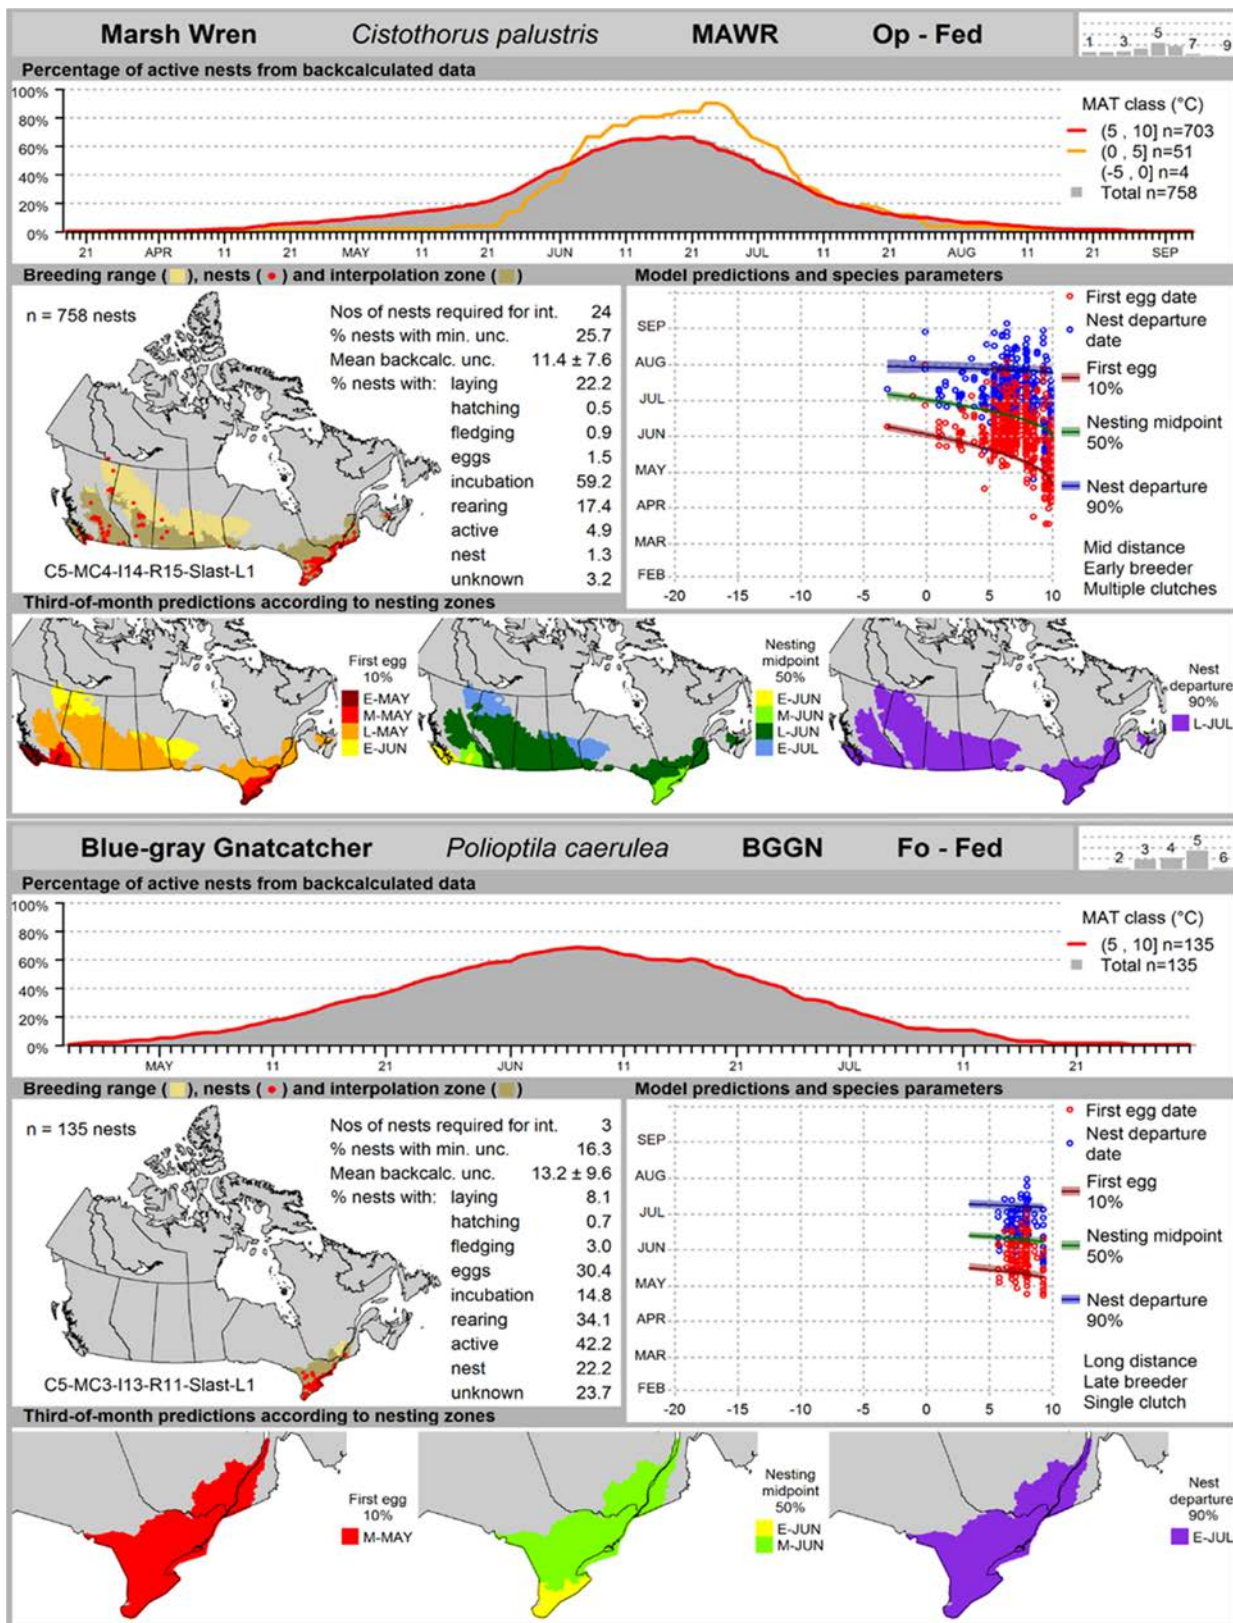 Marsh Wren Cistothorus palustris MAWR Op - Fed
1 3 5 7 9
Percentage of active nests from backcalculated data
100%
80%
60%
40%
20%
0%
21 APR 11 21 MAY 11 21 JUN 11 21 JUL 11 21 AUG 11 21 SEP
MAT class (°C)
(5 , 10] n=703
(0 , 5] n=51
(-5 , 0] n=4
Total n=758
Breeding range ( ), nests ( ) and interpolation zone ( )
n = 758 nests
Nos of nests required for int. 24
% nests with min. unc. 25.7
Mean backcalc. unc. 11.4 ± 7.6
% nests with: laying 22.2
hatching 0.5
fledging 0.9
eggs 1.5
incubation 59.2
rearing 17.4
active 4.9
nest 1.3
unknown 3.2
C5-MC4-I14-R15-Slast-L1
Model predictions and species parameters
SEP
AUG
JUL
JUN
MAY
APR
MAR
FEB
-20 -15 -10 -5 0 5 10
First egg date
Nest departure
date
First egg
10%
Nesting midpoint
50%
Nest departure
90%
Mid distance
Early breeder
Multiple clutches
Third-of-month predictions according to nesting zones
First egg
10%
E-MAY
M-MAY
L-MAY
E-JUN
Nesting
midpoint
50%
E-JUN
M-JUN
L-JUN
E-JUL
Nest
departure
90%
L-JUL
Blue-gray Gnatcatcher Polioptila caerulea BGGN Fo - Fed
2 3 4 5 6
Percentage of active nests from backcalculated data
100%
80%
60%
40%
20%
0%
MAY 11 21 JUN 11 21 JUL 11 21
MAT class (°C)
(5 , 10] n=135
Total n=135
Breeding range ( ), nests ( ) and interpolation zone ( )
n = 135 nests
Nos of nests required for int. 3
% nests with min. unc. 16.3
Mean backcalc. unc. 13.2 ± 9.6
% nests with: laying 8.1
hatching 0.7
fledging 3.0
eggs 30.4
incubation 14.8
rearing 34.1
active 42.2
nest 22.2
unknown 23.7
C5-MC3-I13-R11-Slast-L1
Model predictions and species parameters
SEP
AUG
JUL
JUN
MAY
APR
MAR
FEB
-20 -15 -10 -5 0 5 10
First egg date
Nest departure
date
First egg
10%
Nesting midpoint
50%
Nest departure
90%
Long distance
Late breeder
Single clutch
Third-of-month predictions according to nesting zones
First egg
10%
M-MAY
Nesting
midpoint
50%
E-JUN
M-JUN
Nest
departure
90%
E-JUL